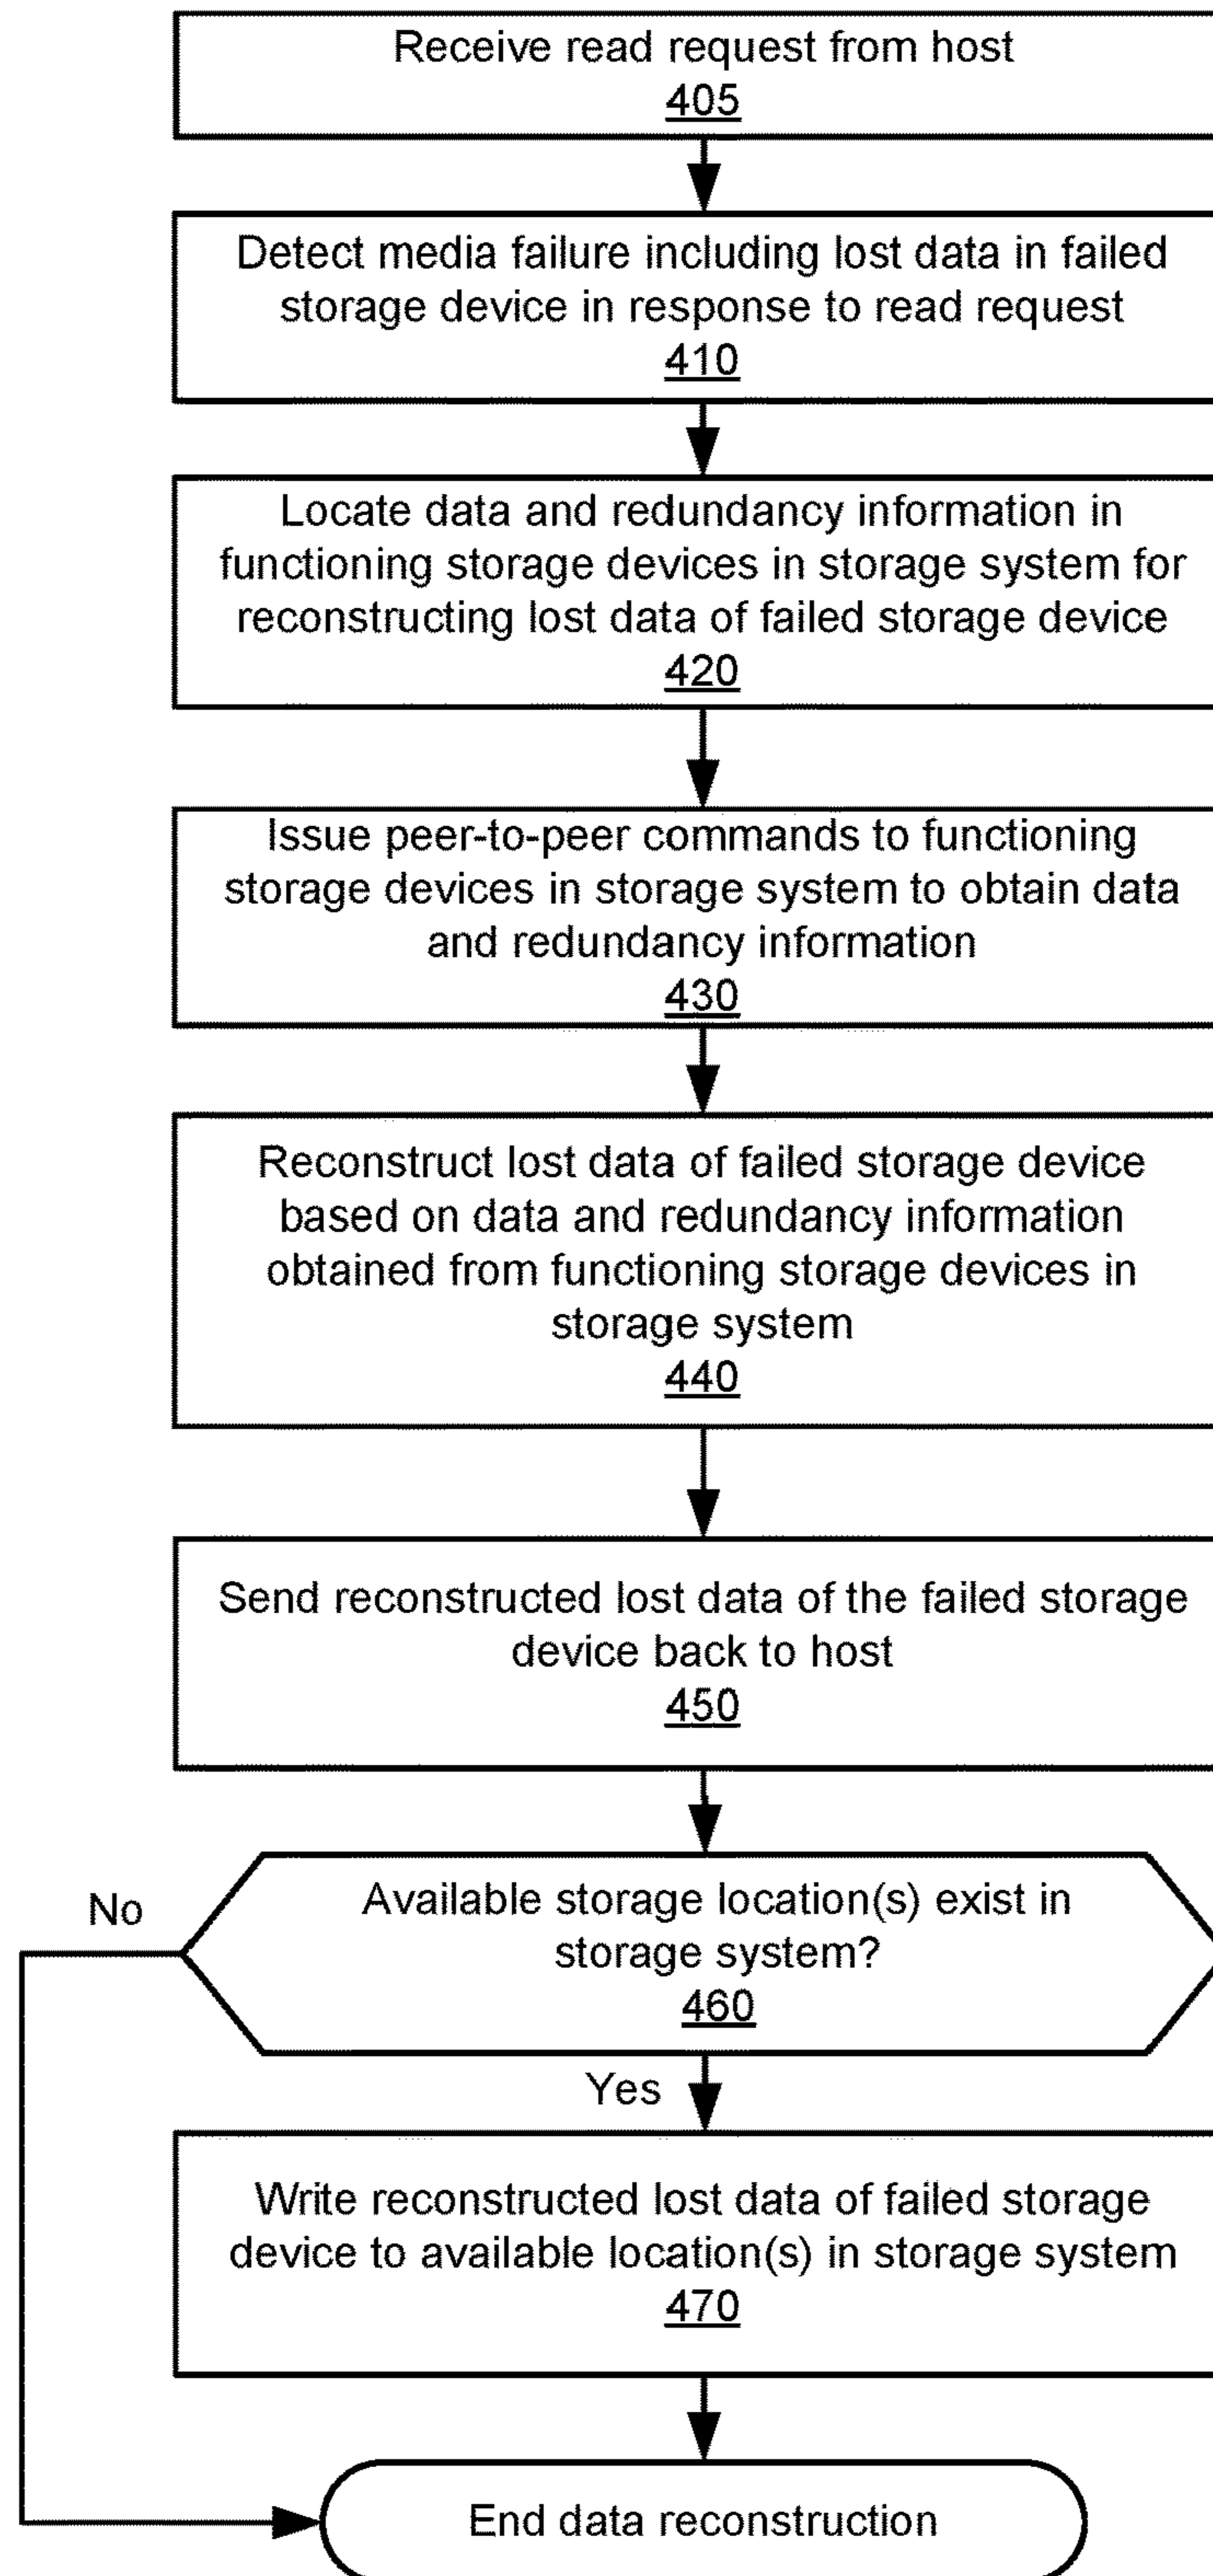 Receive read request from host
405
Detect media failure including lost data in failed
storage device in response to read request
410
Locate data and redundancy information in
functioning storage devices in storage system for
reconstructing lost data of failed storage device
420
Issue peer-to-peer commands to functioning
storage devices in storage system to obtain data
and redundancy information
430
Reconstruct lost data of failed storage device
based on data and redundancy information
obtained from functioning storage devices in
storage system
440
Send reconstructed lost data of the failed storage
device back to host
450
No
Available storage location(s) exist in
storage system?
460
Yes
Write reconstructed lost data of failed storage
device to available location(s) in storage system
470
End data reconstruction